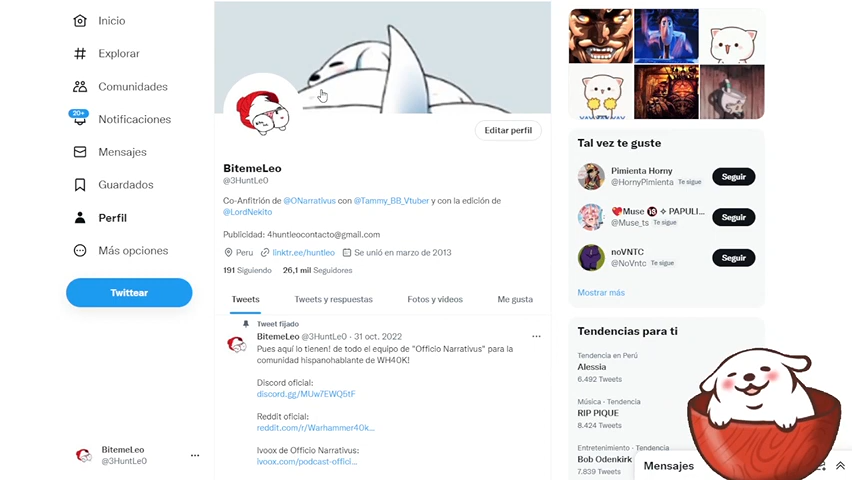 Inicio
Explorar
Comunidades
20+
Notificaciones
Mensajes
Guardados
Perfil
Más opciones
Twittear
BitemeLeo
@3HuntLe0
Editar perfil
BitemeLeo
@3HuntLe0
Co-Anfitrión de @ONarrativus con @Tammy_BB_Vtuber y con la edición de
@LordNekito
Publicidad: 4huntleocontacto@gmail.com
Peru linktr.ee/huntleo Se unió en marzo de 2013
191 Siguiendo 26,1 mil Seguidores
Tweets Tweets y respuestas Fotos y videos Me gusta
Tweet fijado
BitemeLeo @3HuntLe0 · 31 oct. 2022
Pues aquí lo tienen! de todo el equipo de "Officio Narrativus" para la
comunidad hispanohablante de WH40K!
Discord oficial:
discord.gg/MUw7EWQ5tF
Reddit oficial:
reddit.com/r/Warhammer40k...
Ivoox de Officio Narrativus:
ivoox.com/podcast-offici...
Tal vez te guste
Pimienta Horny
@HornyPimienta Te sigue
Seguir
Muse 18 PAPULI...
@Muse_ts Te sigue
Seguir
noVNTC
@NoVntc Te sigue
Seguir
Mostrar más
Tendencias para ti
Tendencia en Perú
Alessia
6.492 Tweets
Música · Tendencia
RIP PIQUE
8.424 Tweets
Entretenimiento · Tendencia
Bob Odenkirk
7.839 Tweets
Mensajes